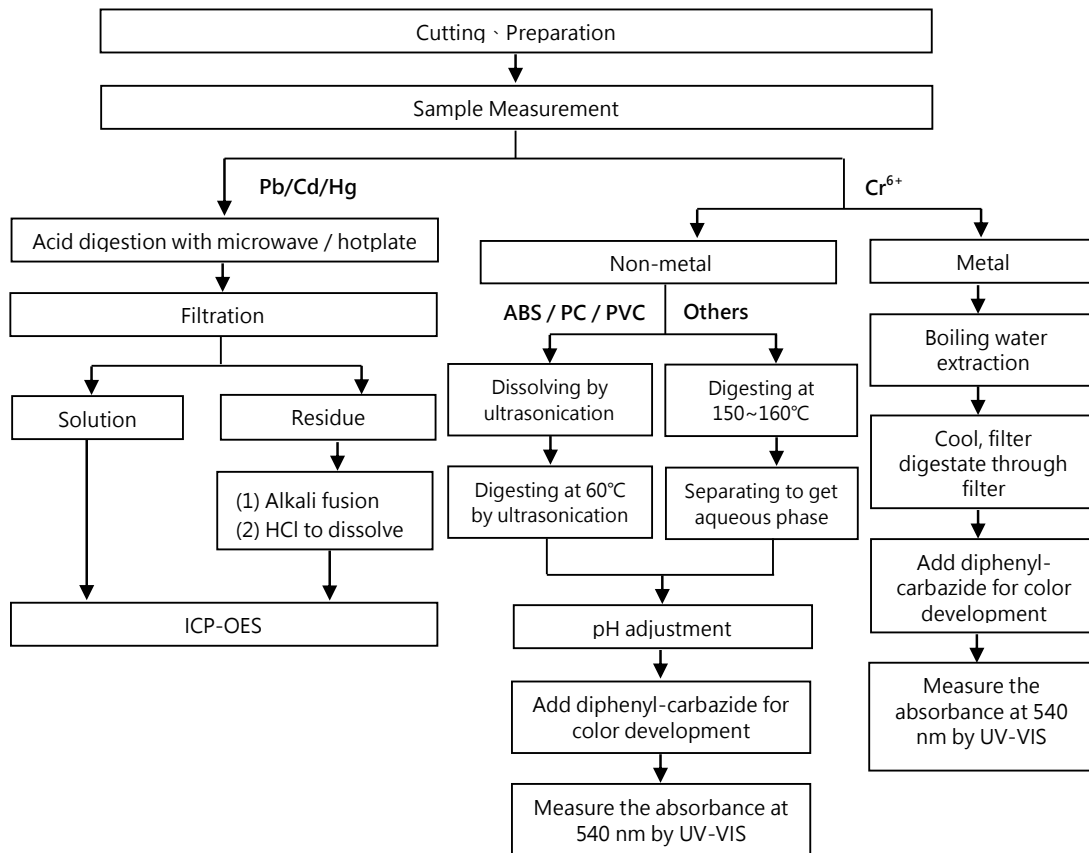 Cutting、Preparation
Sample Measurement
Pb/Cd/Hg
Cr⁶⁺
Acid digestion with microwave / hotplate
Filtration
Solution
Residue
(1) Alkali fusion
(2) HCl to dissolve
ICP-OES
Non-metal
ABS / PC / PVC
Others
Dissolving by
ultrasonication
Digesting at
150~160℃
Digesting at 60℃
by ultrasonication
Separating to get
aqueous phase
pH adjustment
Add diphenyl-carbazide for
color development
Measure the absorbance at
540 nm by UV-VIS
Metal
Boiling water
extraction
Cool, filter
digestate through
filter
Add diphenyl-
carbazide for color
development
Measure the
absorbance at 540
nm by UV-VIS